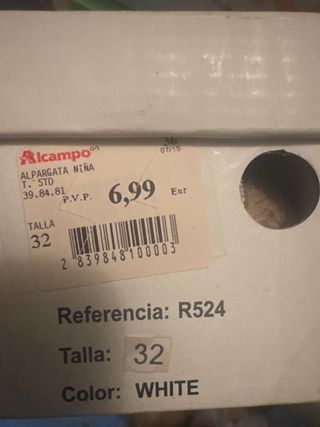 Alcampo
36
07/15
ALPARGATA NIÑA
T. STD
39.84.81
P.V.P. 6,99 Eur
TALLA
32
2 839848 100003
Referencia: R524
Talla: 32
Color: WHITE